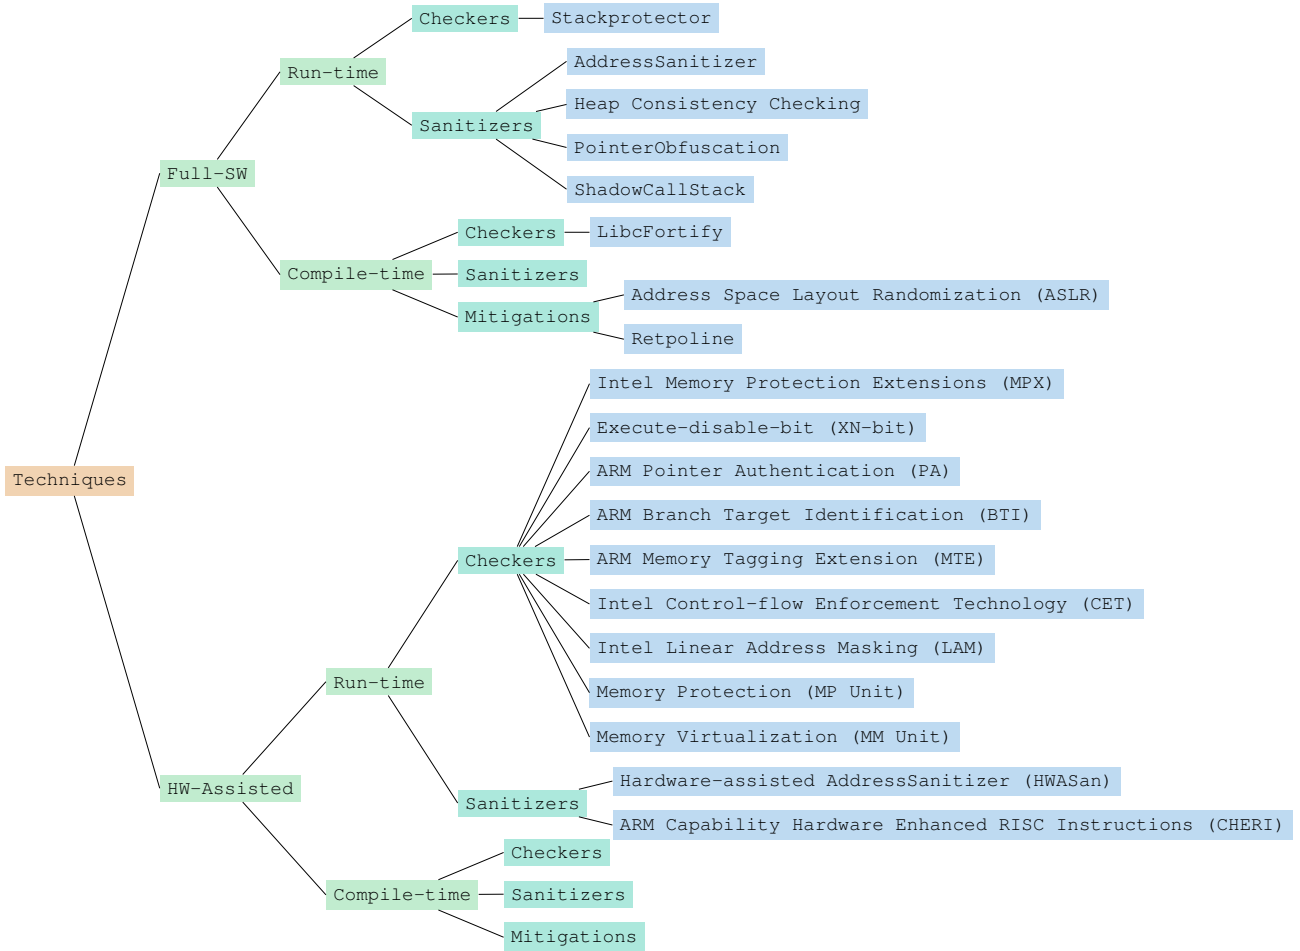 Techniques
Full-SW
Run-time
Checkers
Stackprotector
Sanitizers
AddressSanitizer
Heap Consistency Checking
PointerObfuscation
ShadowCallStack
Compile-time
Checkers
LibcFortify
Sanitizers
Mitigations
Address Space Layout Randomization (ASLR)
Retpoline
HW-Assisted
Run-time
Checkers
Intel Memory Protection Extensions (MPX)
Execute-disable-bit (XN-bit)
ARM Pointer Authentication (PA)
ARM Branch Target Identification (BTI)
ARM Memory Tagging Extension (MTE)
Intel Control-flow Enforcement Technology (CET)
Intel Linear Address Masking (LAM)
Memory Protection (MP Unit)
Memory Virtualization (MM Unit)
Sanitizers
Hardware-assisted AddressSanitizer (HWASan)
ARM Capability Hardware Enhanced RISC Instructions (CHERI)
Compile-time
Checkers
Sanitizers
Mitigations